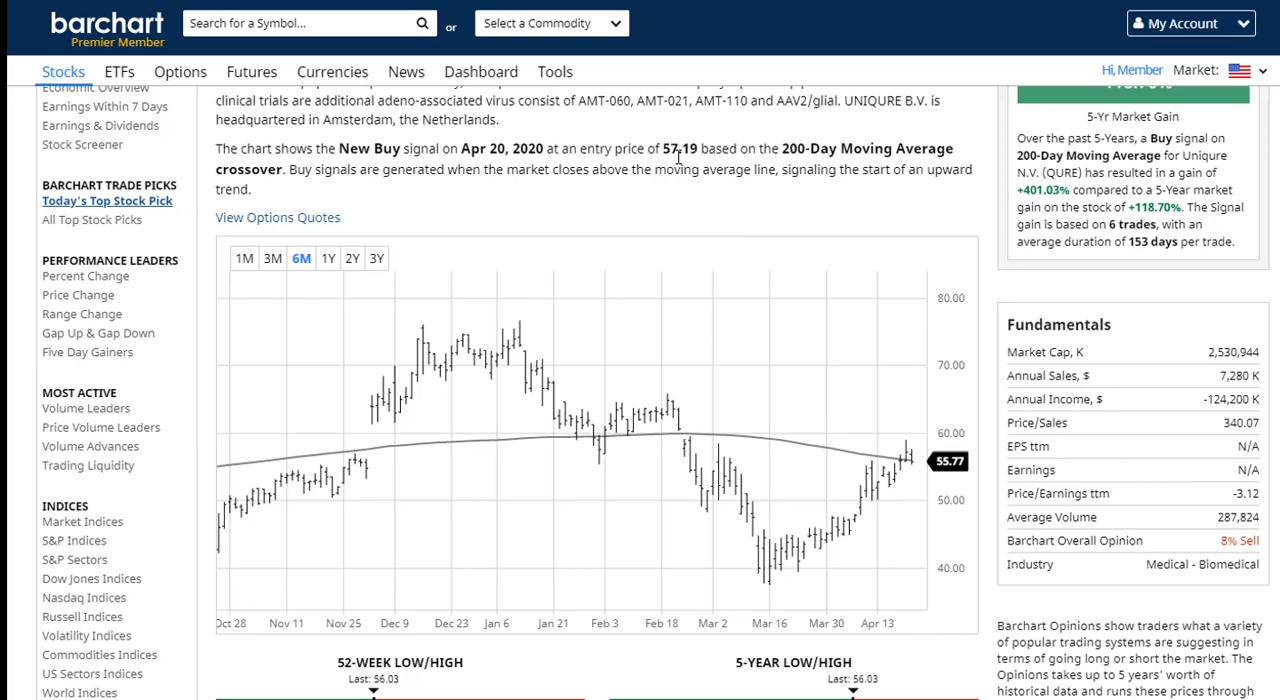 barchart
Premier Member
Search for a Symbol...
or
Select a Commodity
My Account
Stocks
ETFs
Options
Futures
Currencies
News
Dashboard
Tools
Hi, Member
Market:
Economic Overview
Earnings Within 7 Days
Earnings & Dividends
Stock Screener
BARCHART TRADE PICKS
Today's Top Stock Pick
All Top Stock Picks
PERFORMANCE LEADERS
Percent Change
Price Change
Range Change
Gap Up & Gap Down
Five Day Gainers
MOST ACTIVE
Volume Leaders
Price Volume Leaders
Volume Advances
Trading Liquidity
INDICES
Market Indices
S&P Indices
S&P Sectors
Dow Jones Indices
Nasdaq Indices
Russell Indices
Volatility Indices
Commodities Indices
US Sectors Indices
World Indices
clinical trials are additional adeno-associated virus consist of AMT-060, AMT-021, AMT-110 and AAV2/glial. UNIQURE B.V. is
headquartered in Amsterdam, the Netherlands.
The chart shows the New Buy signal on Apr 20, 2020 at an entry price of 57.19 based on the 200-Day Moving Average
crossover. Buy signals are generated when the market closes above the moving average line, signaling the start of an upward
trend.
View Options Quotes
1M 3M 6M 1Y 2Y 3Y
80.00
70.00
60.00
55.77
50.00
40.00
Oct 28 Nov 11 Nov 25 Dec 9 Dec 23 Jan 6 Jan 21 Feb 3 Feb 18 Mar 2 Mar 16 Mar 30 Apr 13
52-WEEK LOW/HIGH
Last: 56.03
5-YEAR LOW/HIGH
Last: 56.03
5-Yr Market Gain
Over the past 5-Years, a Buy signal on
200-Day Moving Average for Uniqure
N.V. (QURE) has resulted in a gain of
+401.03% compared to a 5-Year market
gain on the stock of +118.70%. The Signal
gain is based on 6 trades, with an
average duration of 153 days per trade.
Fundamentals
Market Cap, K 2,530,944
Annual Sales, $ 7,280 K
Annual Income, $ -124,200 K
Price/Sales 340.07
EPS ttm N/A
Earnings N/A
Price/Earnings ttm -3.12
Average Volume 287,824
Barchart Overall Opinion 8% Sell
Industry Medical - Biomedical
Barchart Opinions show traders what a variety
of popular trading systems are suggesting in
terms of going long or short the market. The
Opinions takes up to 5 years' worth of
historical data and runs these prices through